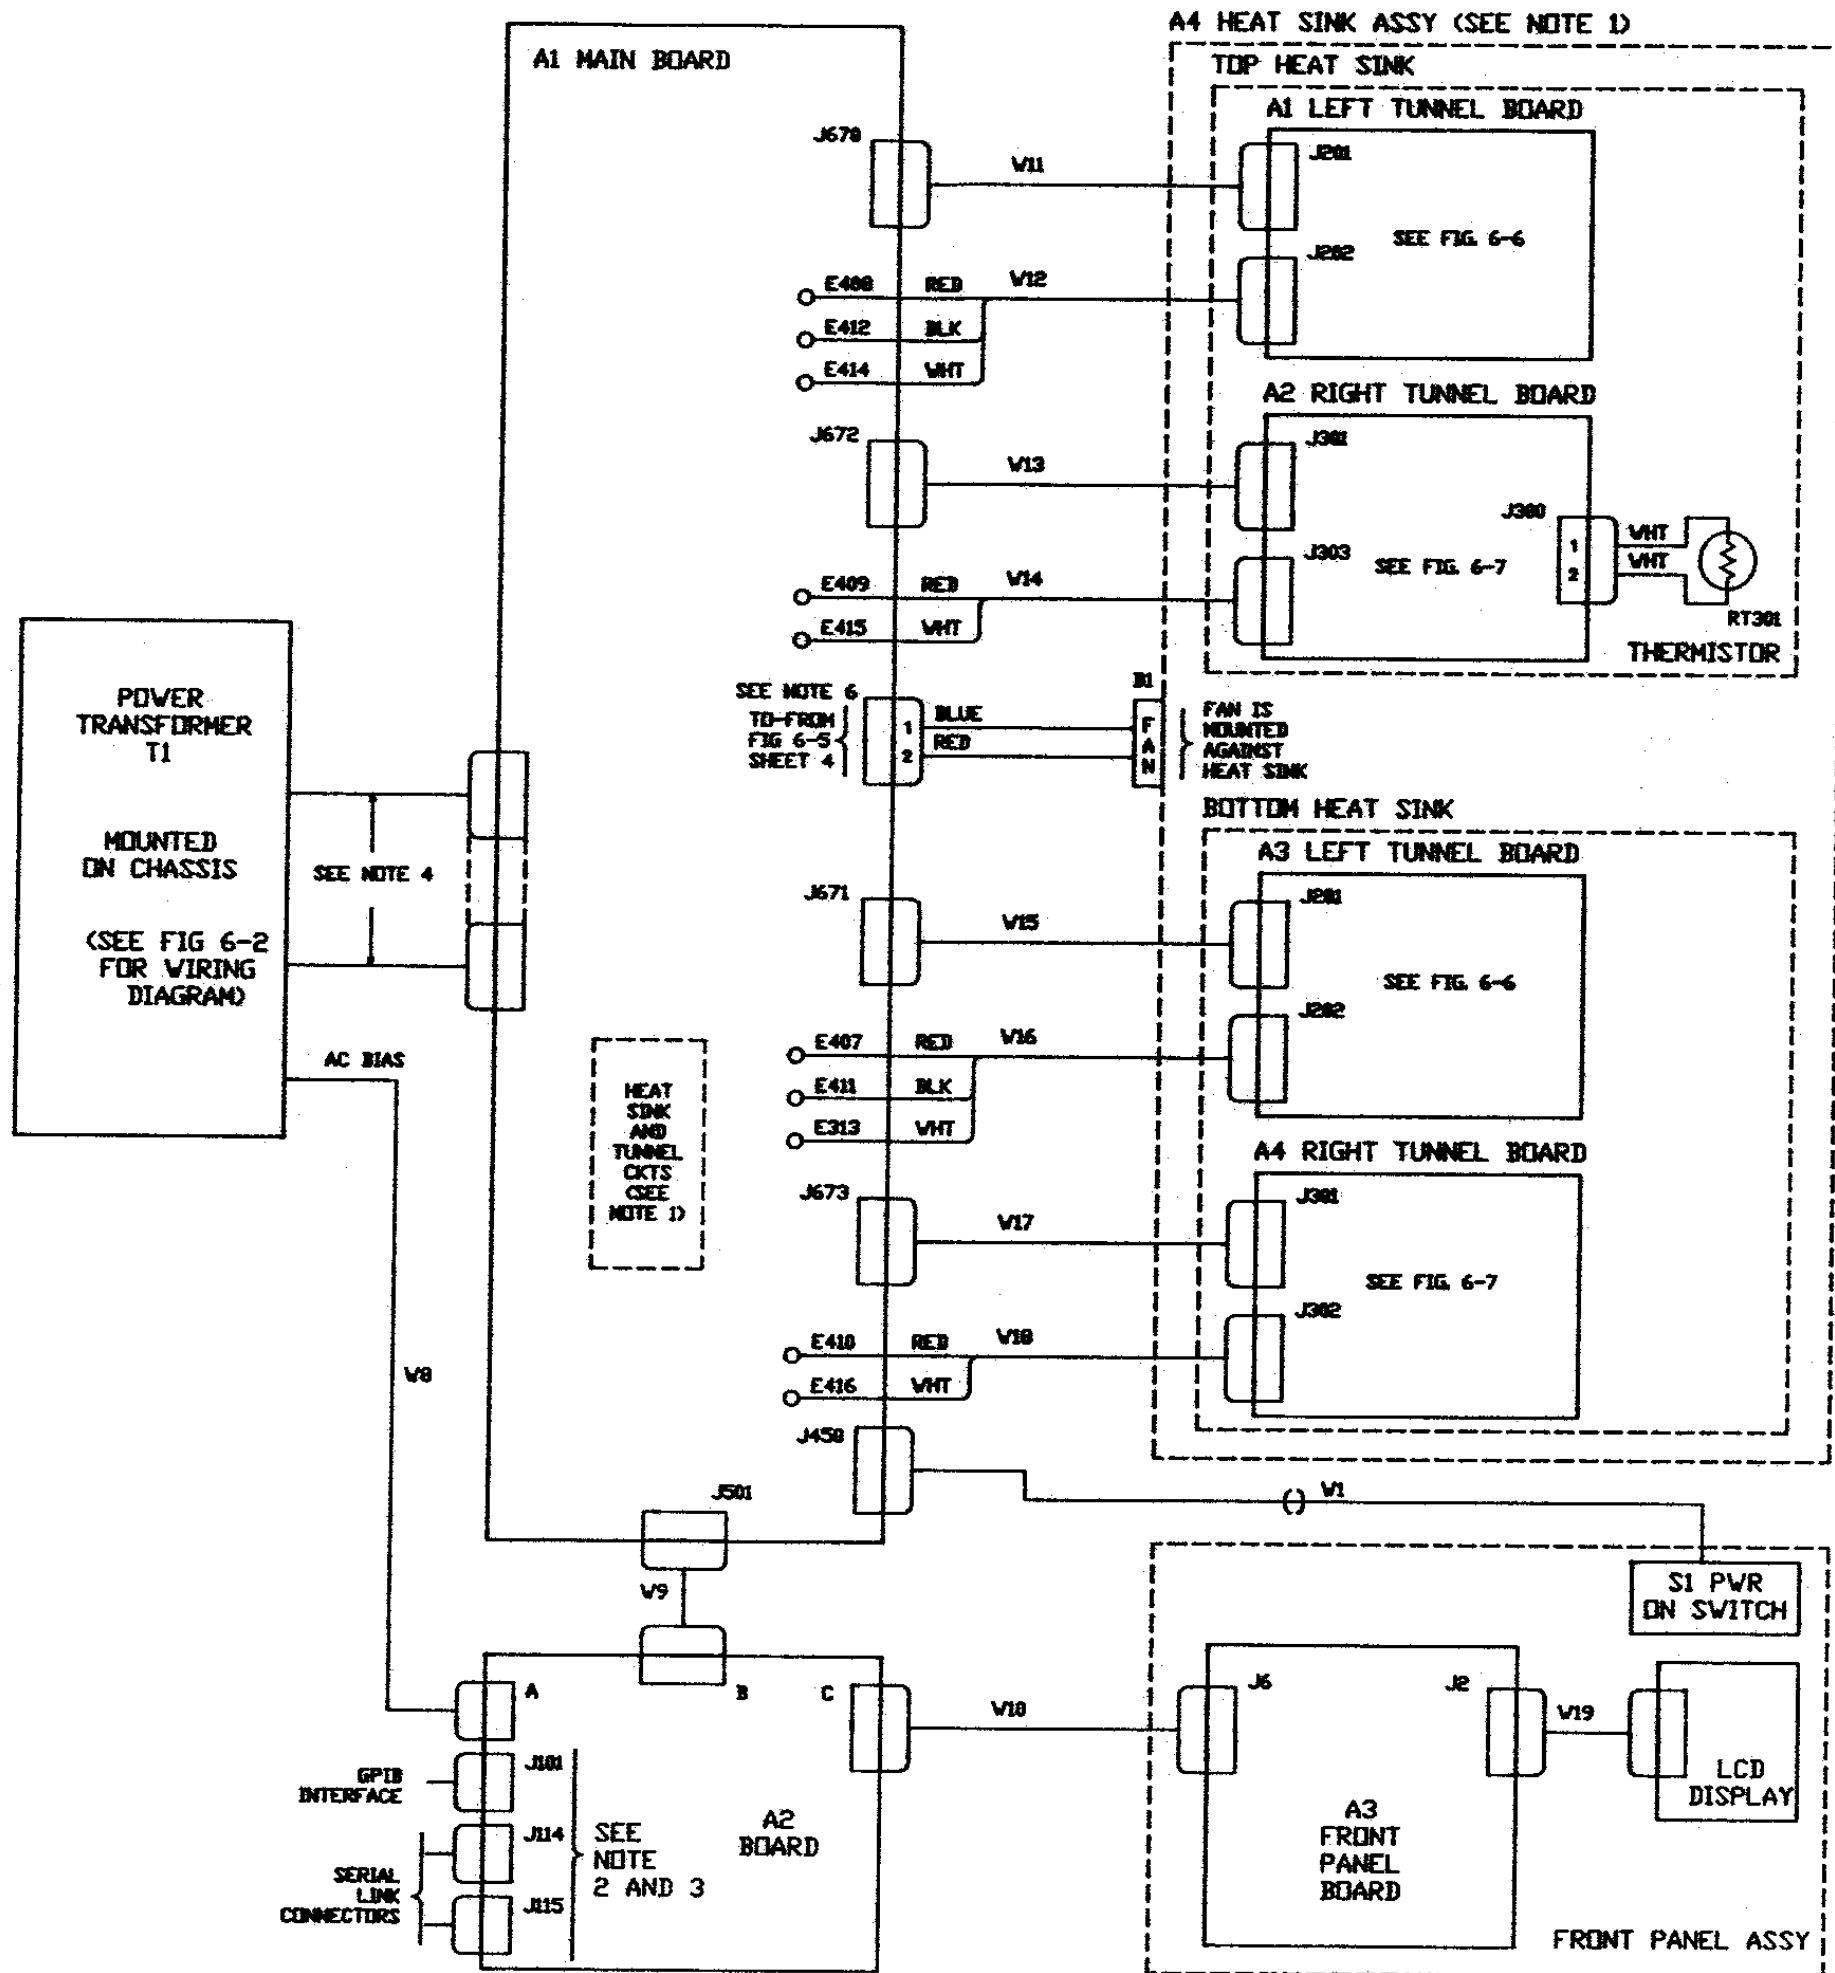 A4 HEAT SINK ASSY (SEE NOTE 1)
A1 MAIN BOARD
TOP HEAT SINK
A1 LEFT TUNNEL BOARD
J670
W11
J201
SEE FIG. 6-6
J202
E408
RED
W12
E412
BLK
E414
WHT
A2 RIGHT TUNNEL BOARD
J672
W13
J301
J300
1
2
WHT
WHT
J303
SEE FIG. 6-7
E409
RED
W14
E415
WHT
RT301
THERMISTOR
POWER
TRANSFORMER
T1
MOUNTED
ON CHASSIS
(SEE FIG 6-2
FOR WIRING
DIAGRAM)
SEE NOTE 6
TO-FROM
FIG 6-5
SHEET 4
1
2
BLUE
RED
B1
FAN
FAN IS
MOUNTED
AGAINST
HEAT SINK
SEE NOTE 4
BOTTOM HEAT SINK
A3 LEFT TUNNEL BOARD
J671
W15
J201
SEE FIG. 6-6
J202
AC BIAS
HEAT
SINK
AND
TUNNEL
CKTS
(SEE
NOTE 1)
E407
RED
W16
E411
BLK
E313
WHT
A4 RIGHT TUNNEL BOARD
J673
W17
J301
SEE FIG. 6-7
J302
E410
RED
W18
E416
WHT
W8
J450
W1
J501
W9
S1 PWR
ON SWITCH
A
B
C
W10
J6
J2
W19
LCD
DISPLAY
GPIB
INTERFACE
J101
J114
J115
SERIAL
LINK
CONNECTORS
SEE
NOTE
2 AND 3
A2
BOARD
A3
FRONT
PANEL
BOARD
FRONT PANEL ASSY